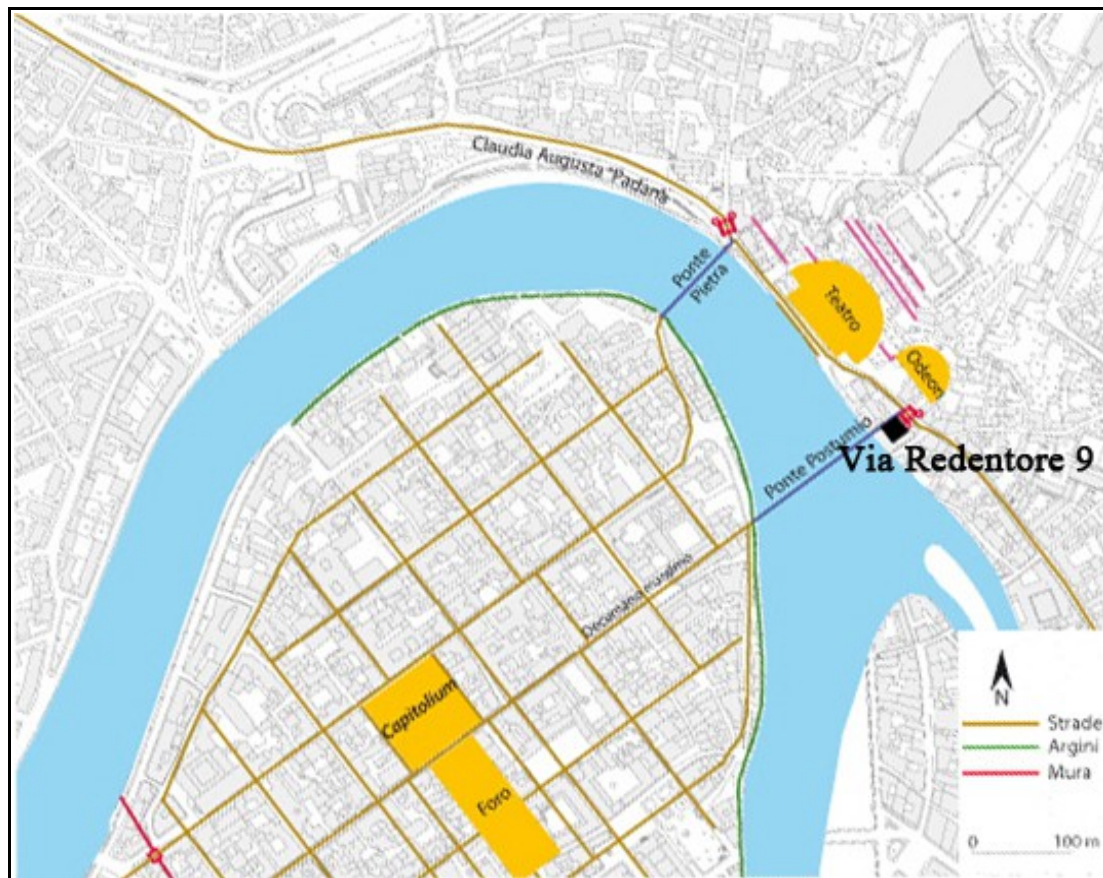 Claudia Augusta "Padana"
Ponte
Pietra
Teatro
Odeon
Ponte Postumio
Via Redentore 9
Decumano massimo
Capitolium
Foro
N
Strade
Argini
Mura
0 100 m